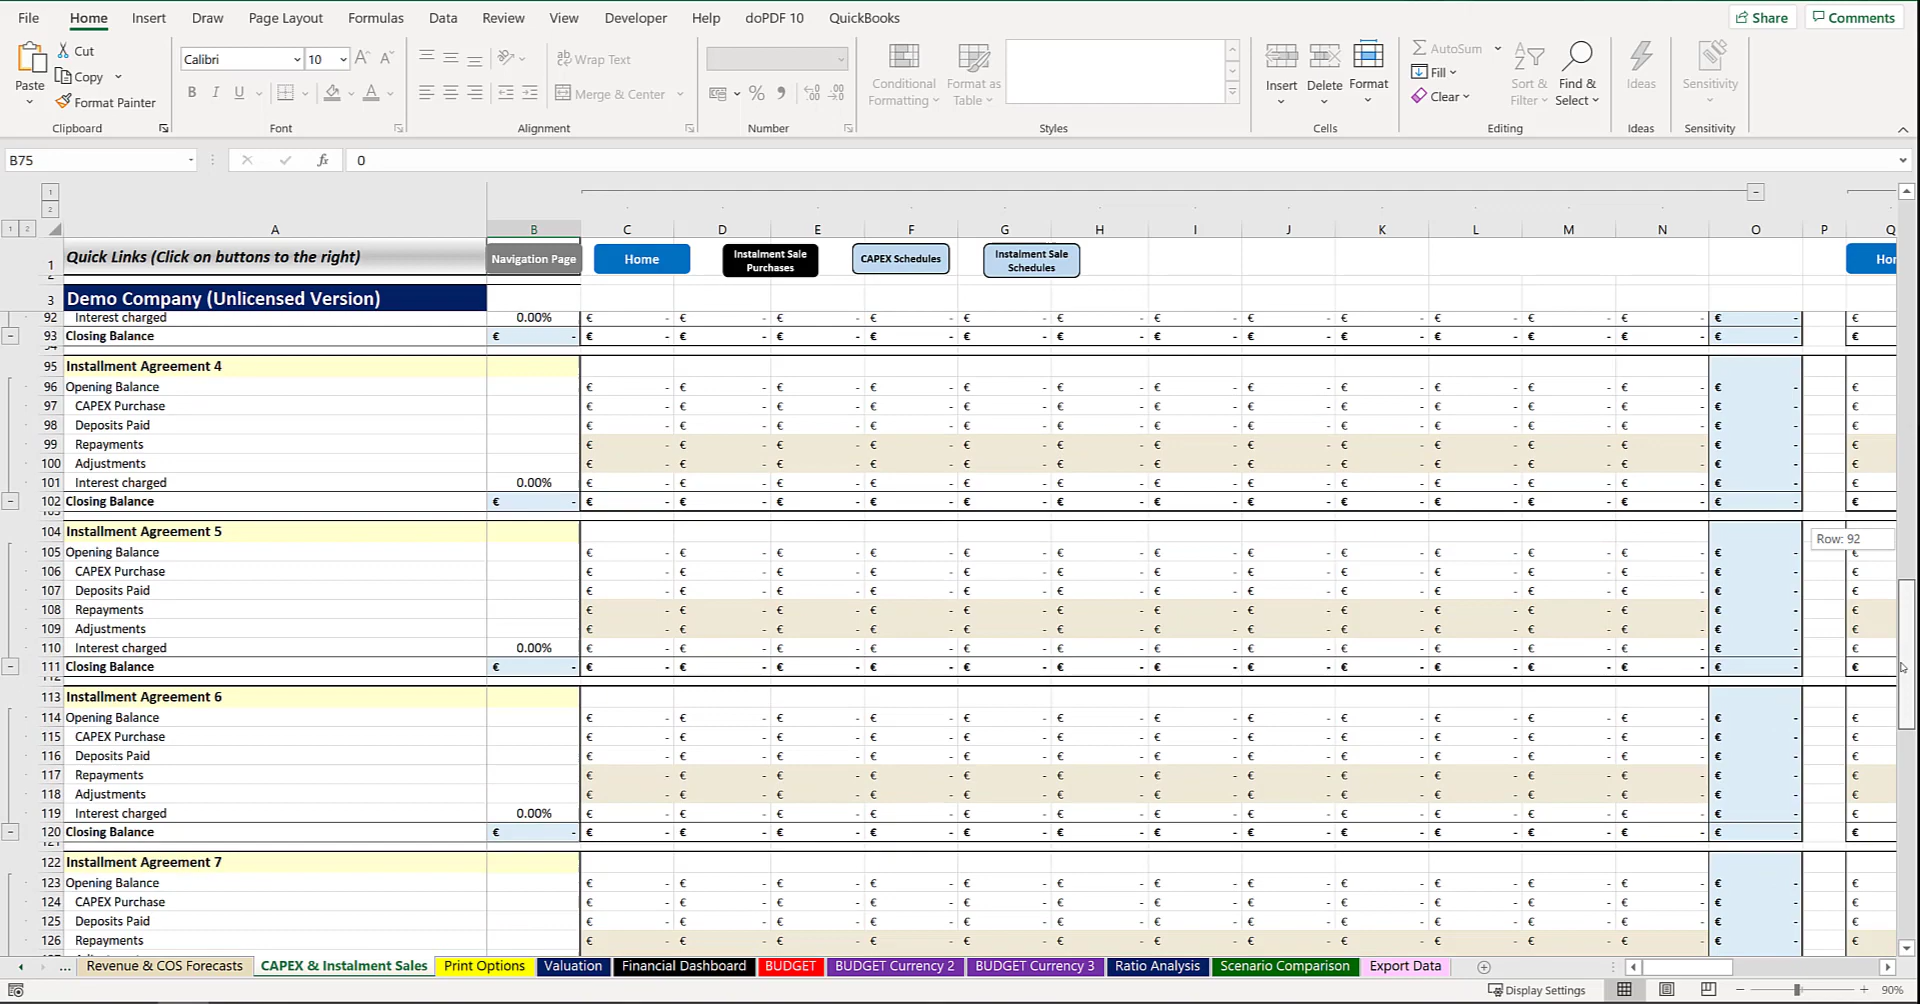 File Home Insert Draw Page Layout Formulas Data Review View Developer Help doPDF 10 QuickBooks Share Comments
Paste Cut Copy Format Painter Clipboard
Calibri 10 B I U Font
Wrap Text Merge & Center Alignment
% Number
Conditional Formatting Format as Table Styles
Insert Delete Format Cells
AutoSum Fill Clear Sort & Filter Find & Select Editing
Ideas Ideas
Sensitivity Sensitivity
B75 fx 0
1
2
1 2 A B C D E F G H I J K L M N O P Q
1 Quick Links (Click on buttons to the right) Navigation Page Home Instalment Sale Purchases CAPEX Schedules Instalment Sale Schedules Hor
3 Demo Company (Unlicensed Version)
92 Interest charged 0.00% € - € - € - € - € - € - € - € - € - € - € - € - € - €
93 Closing Balance € - € - € - € - € - € - € - € - € - € - € - € - € - € - €
95 Installment Agreement 4
96 Opening Balance € - € - € - € - € - € - € - € - € - € - € - € - € - €
97 CAPEX Purchase € - € - € - € - € - € - € - € - € - € - € - € - € - €
98 Deposits Paid € - € - € - € - € - € - € - € - € - € - € - € - € - €
99 Repayments € - € - € - € - € - € - € - € - € - € - € - € - € - €
100 Adjustments € - € - € - € - € - € - € - € - € - € - € - € - € - €
101 Interest charged 0.00% € - € - € - € - € - € - € - € - € - € - € - € - € - €
102 Closing Balance € - € - € - € - € - € - € - € - € - € - € - € - € - € - €
104 Installment Agreement 5
Row: 92
105 Opening Balance € - € - € - € - € - € - € - € - € - € - € - € - € - €
106 CAPEX Purchase € - € - € - € - € - € - € - € - € - € - € - € - € - €
107 Deposits Paid € - € - € - € - € - € - € - € - € - € - € - € - € - €
108 Repayments € - € - € - € - € - € - € - € - € - € - € - € - € - €
109 Adjustments € - € - € - € - € - € - € - € - € - € - € - € - € - €
110 Interest charged 0.00% € - € - € - € - € - € - € - € - € - € - € - € - € - €
111 Closing Balance € - € - € - € - € - € - € - € - € - € - € - € - € - € - €
113 Installment Agreement 6
114 Opening Balance € - € - € - € - € - € - € - € - € - € - € - € - € - €
115 CAPEX Purchase € - € - € - € - € - € - € - € - € - € - € - € - € - €
116 Deposits Paid € - € - € - € - € - € - € - € - € - € - € - € - € - €
117 Repayments € - € - € - € - € - € - € - € - € - € - € - € - € - €
118 Adjustments € - € - € - € - € - € - € - € - € - € - € - € - € - €
119 Interest charged 0.00% € - € - € - € - € - € - € - € - € - € - € - € - € - €
120 Closing Balance € - € - € - € - € - € - € - € - € - € - € - € - € - € - €
122 Installment Agreement 7
123 Opening Balance € - € - € - € - € - € - € - € - € - € - € - € - € - €
124 CAPEX Purchase € - € - € - € - € - € - € - € - € - € - € - € - € - €
125 Deposits Paid € - € - € - € - € - € - € - € - € - € - € - € - € - €
126 Repayments € - € - € - € - € - € - € - € - € - € - € - € - € - €
... Revenue & COS Forecasts CAPEX & Instalment Sales Print Options Valuation Financial Dashboard BUDGET BUDGET Currency 2 BUDGET Currency 3 Ratio Analysis Scenario Comparison Export Data
Display Settings 90%